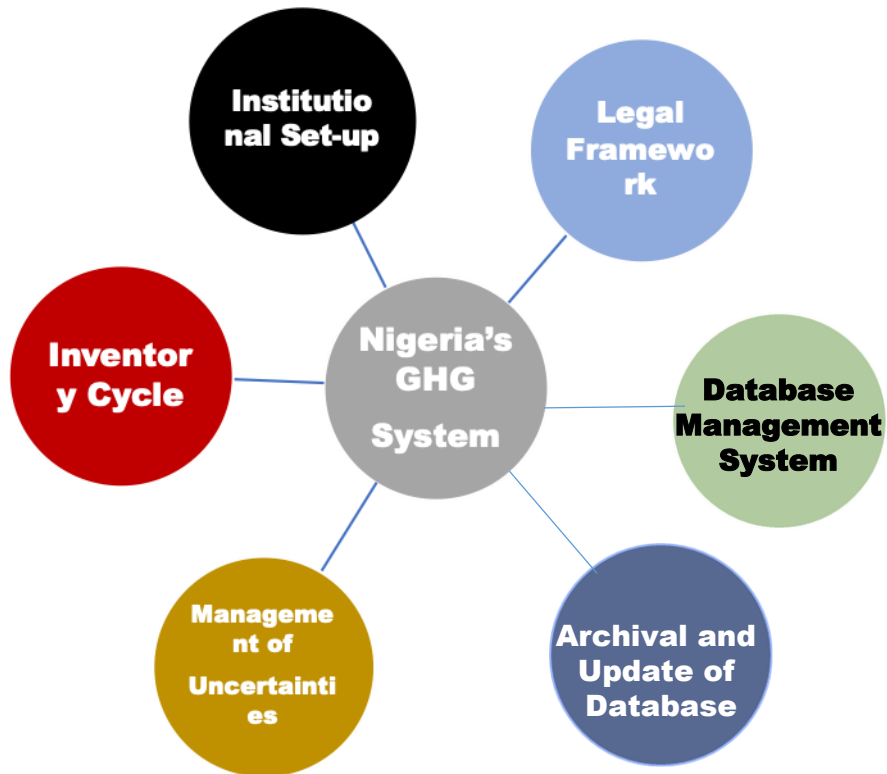 Institutio
nal Set-up
Legal
Framewo
rk
Inventor
y Cycle
Nigeria’s
GHG
System
Database
Management
System
Manageme
nt of
Uncertainti
es
Archival and
Update of
Database